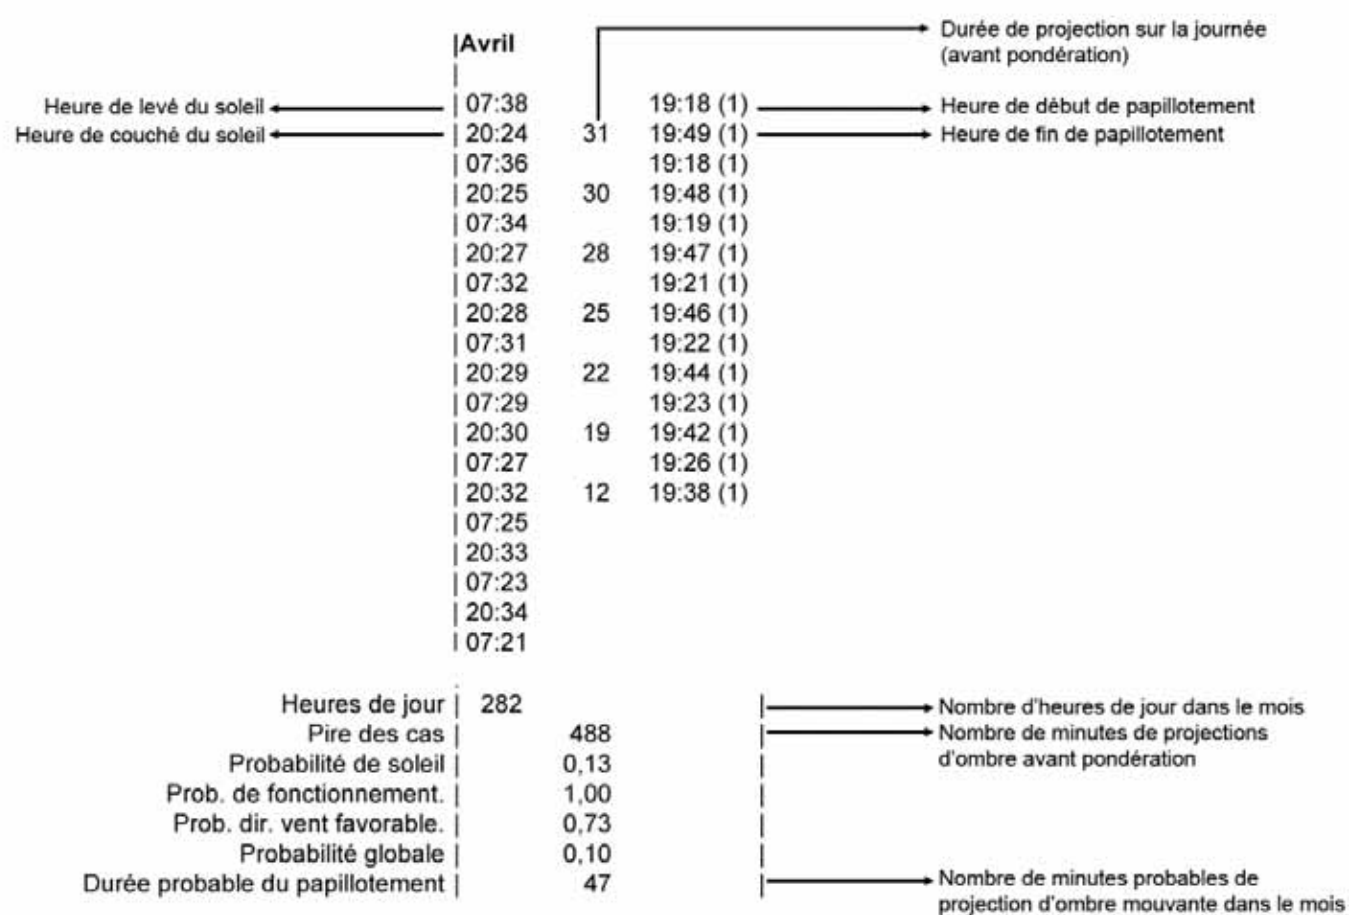 Durée de projection sur la journée
|Avril
(avant pondération)
|
Heure de levé du soleil | 07:38 19:18 (1) Heure de début de papillotement
Heure de couché du soleil | 20:24 31 19:49 (1) Heure de fin de papillotement
| 07:36 19:18 (1)
| 20:25 30 19:48 (1)
| 07:34 19:19 (1)
| 20:27 28 19:47 (1)
| 07:32 19:21 (1)
| 20:28 25 19:46 (1)
| 07:31 19:22 (1)
| 20:29 22 19:44 (1)
| 07:29 19:23 (1)
| 20:30 19 19:42 (1)
| 07:27 19:26 (1)
| 20:32 12 19:38 (1)
| 07:25
| 20:33
| 07:23
| 20:34
| 07:21
Heures de jour | 282 | Nombre d'heures de jour dans le mois
Pire des cas | 488 | Nombre de minutes de projections
d'ombre avant pondération
Probabilité de soleil | 0,13 |
Prob. de fonctionnement. | 1,00 |
Prob. dir. vent favorable. | 0,73 |
Probabilité globale | 0,10 |
Durée probable du papillotement | 47 | Nombre de minutes probables de
projection d'ombre mouvante dans le mois